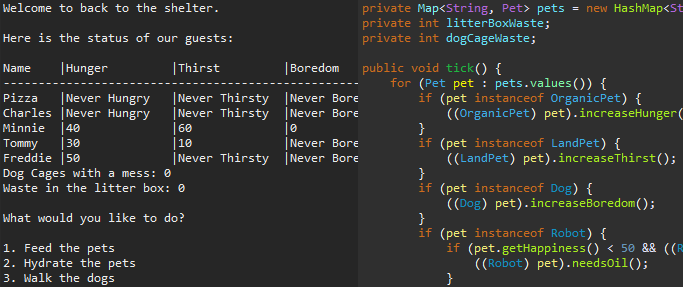 Welcome to back to the shelter.
Here is the status of our guests:
Name |Hunger |Thirst |Boredom
--------------------------------------------------
Pizza |Never Hungry |Never Thirsty |Never Bore
Charles |Never Hungry |Never Thirsty |Never Bore
Minnie |40 |60 |0
Tommy |30 |10 |Never Bore
Freddie |50 |Never Thirsty |Never Bore
Dog Cages with a mess: 0
Waste in the litter box: 0
What would you like to do?
1. Feed the pets
2. Hydrate the pets
3. Walk the dogs
private Map<String, Pet> pets = new HashMap<St
private int litterBoxWaste;
private int dogCageWaste;
public void tick() {
for (Pet pet : pets.values()) {
if (pet instanceof OrganicPet) {
((OrganicPet) pet).increaseHunger(
}
if (pet instanceof LandPet) {
((LandPet) pet).increaseThirst();
}
if (pet instanceof Dog) {
((Dog) pet).increaseBoredom();
}
if (pet instanceof Robot) {
if (pet.getHappiness() < 50 && ((R
((Robot) pet).needsOil();
}